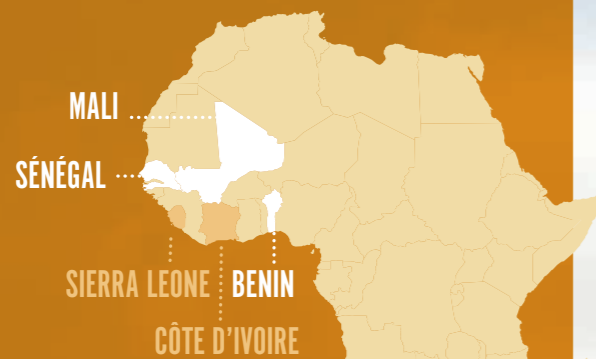 MALI
SÉNÉGAL
SIERRA LEONE
BENIN
CÔTE D'IVOIRE